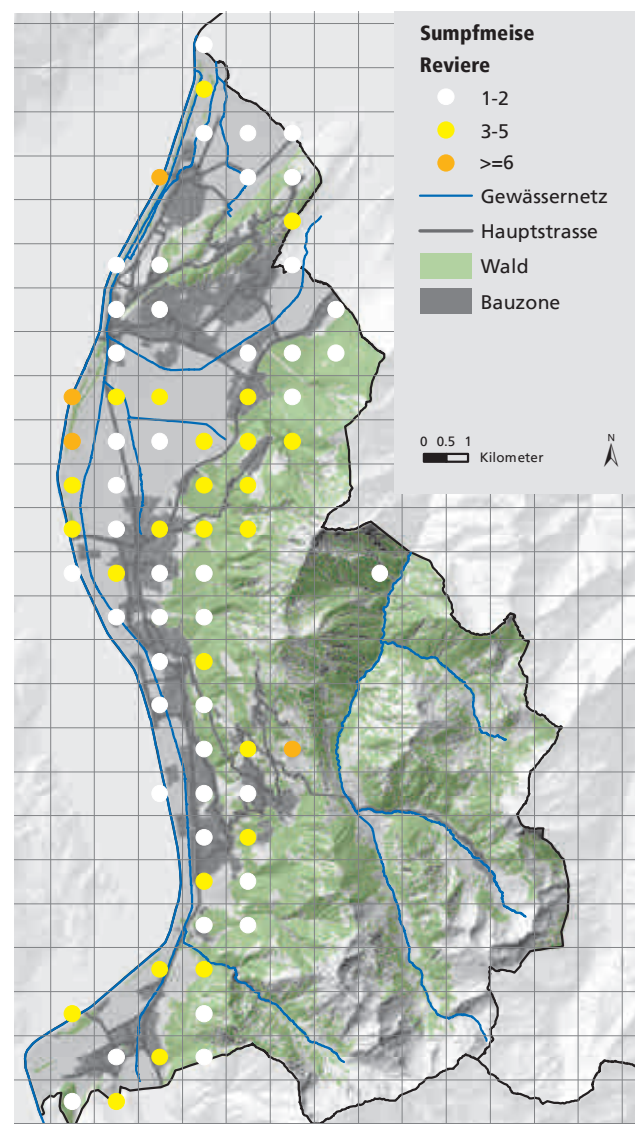 Sumpfmeise
Reviere
1-2
3-5
>=6
Gewässernetz
Hauptstrasse
Wald
Bauzone
0 0.5 1
Kilometer
N